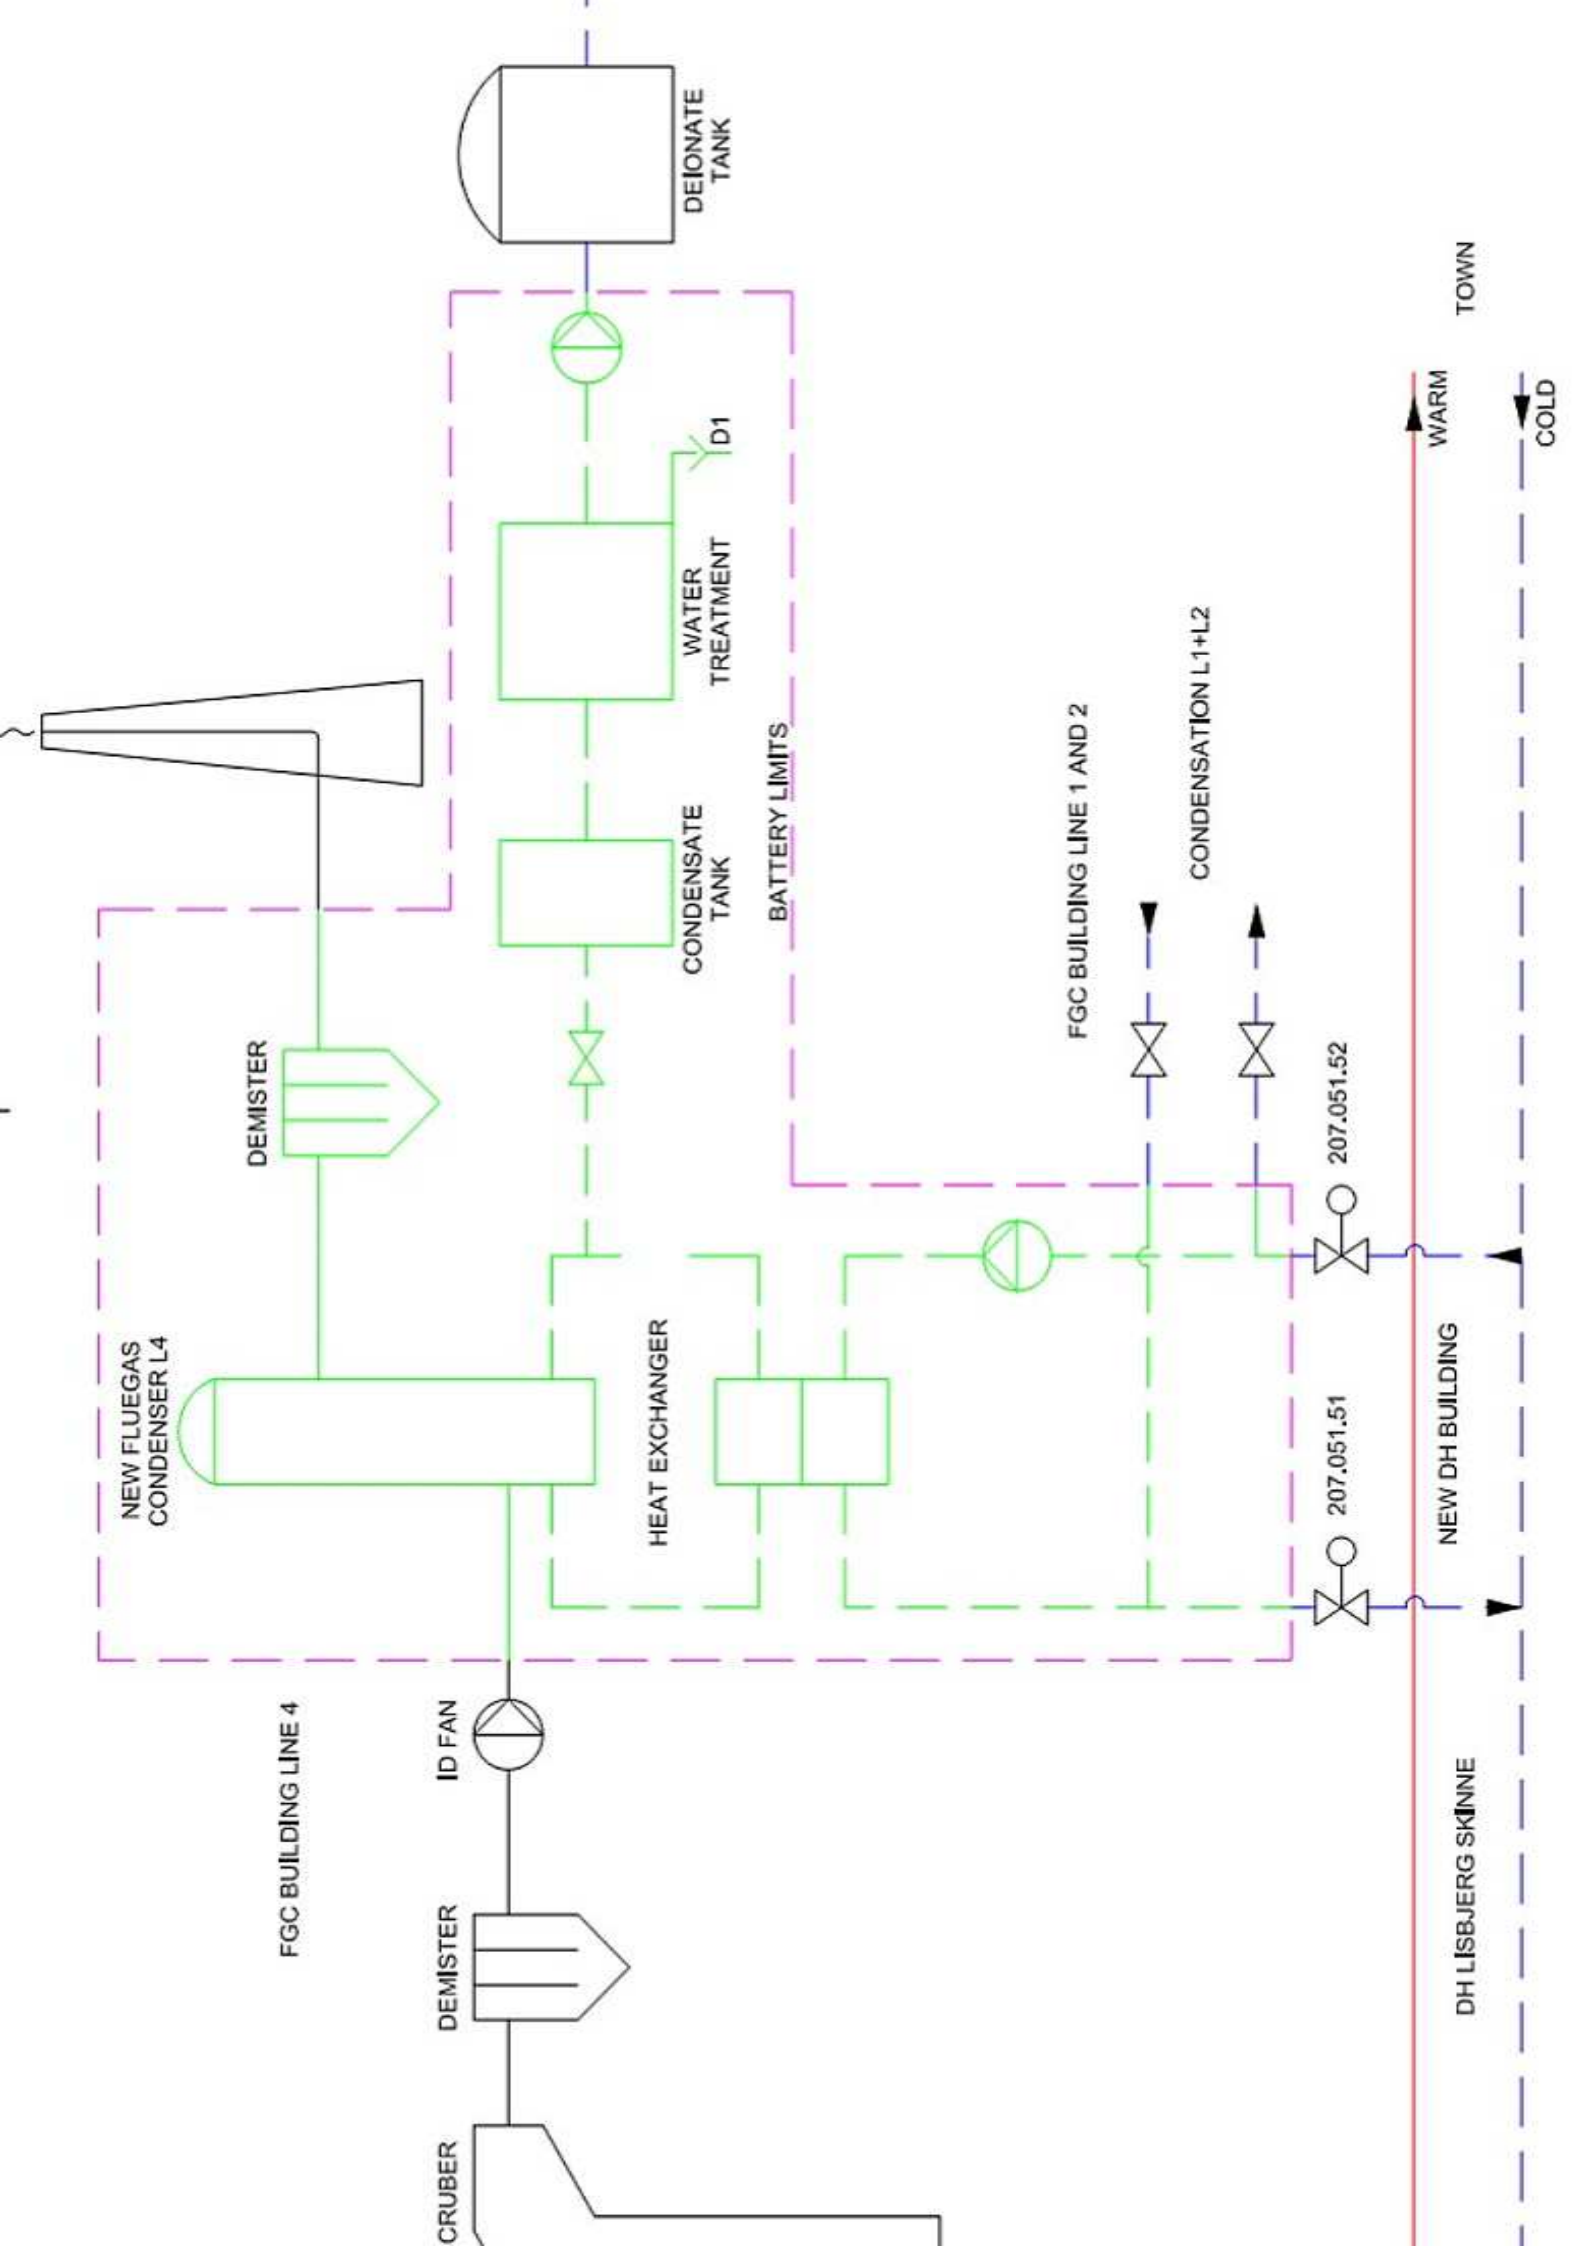 NEW FLUEGAS
CONDENSER L4
DEMISTER
FGC BUILDING LINE 4
CRUBER
DEMISTER
ID FAN
HEAT EXCHANGER
CONDENSATE
TANK
WATER
TREATMENT
D1
DEIONATE
TANK
BATTERY LIMITS
FGC BUILDING LINE 1 AND 2
CONDENSATION L1+L2
207.051.51
207.051.52
DH LISBJERG SKINNE
NEW DH BUILDING
WARM
TOWN
COLD